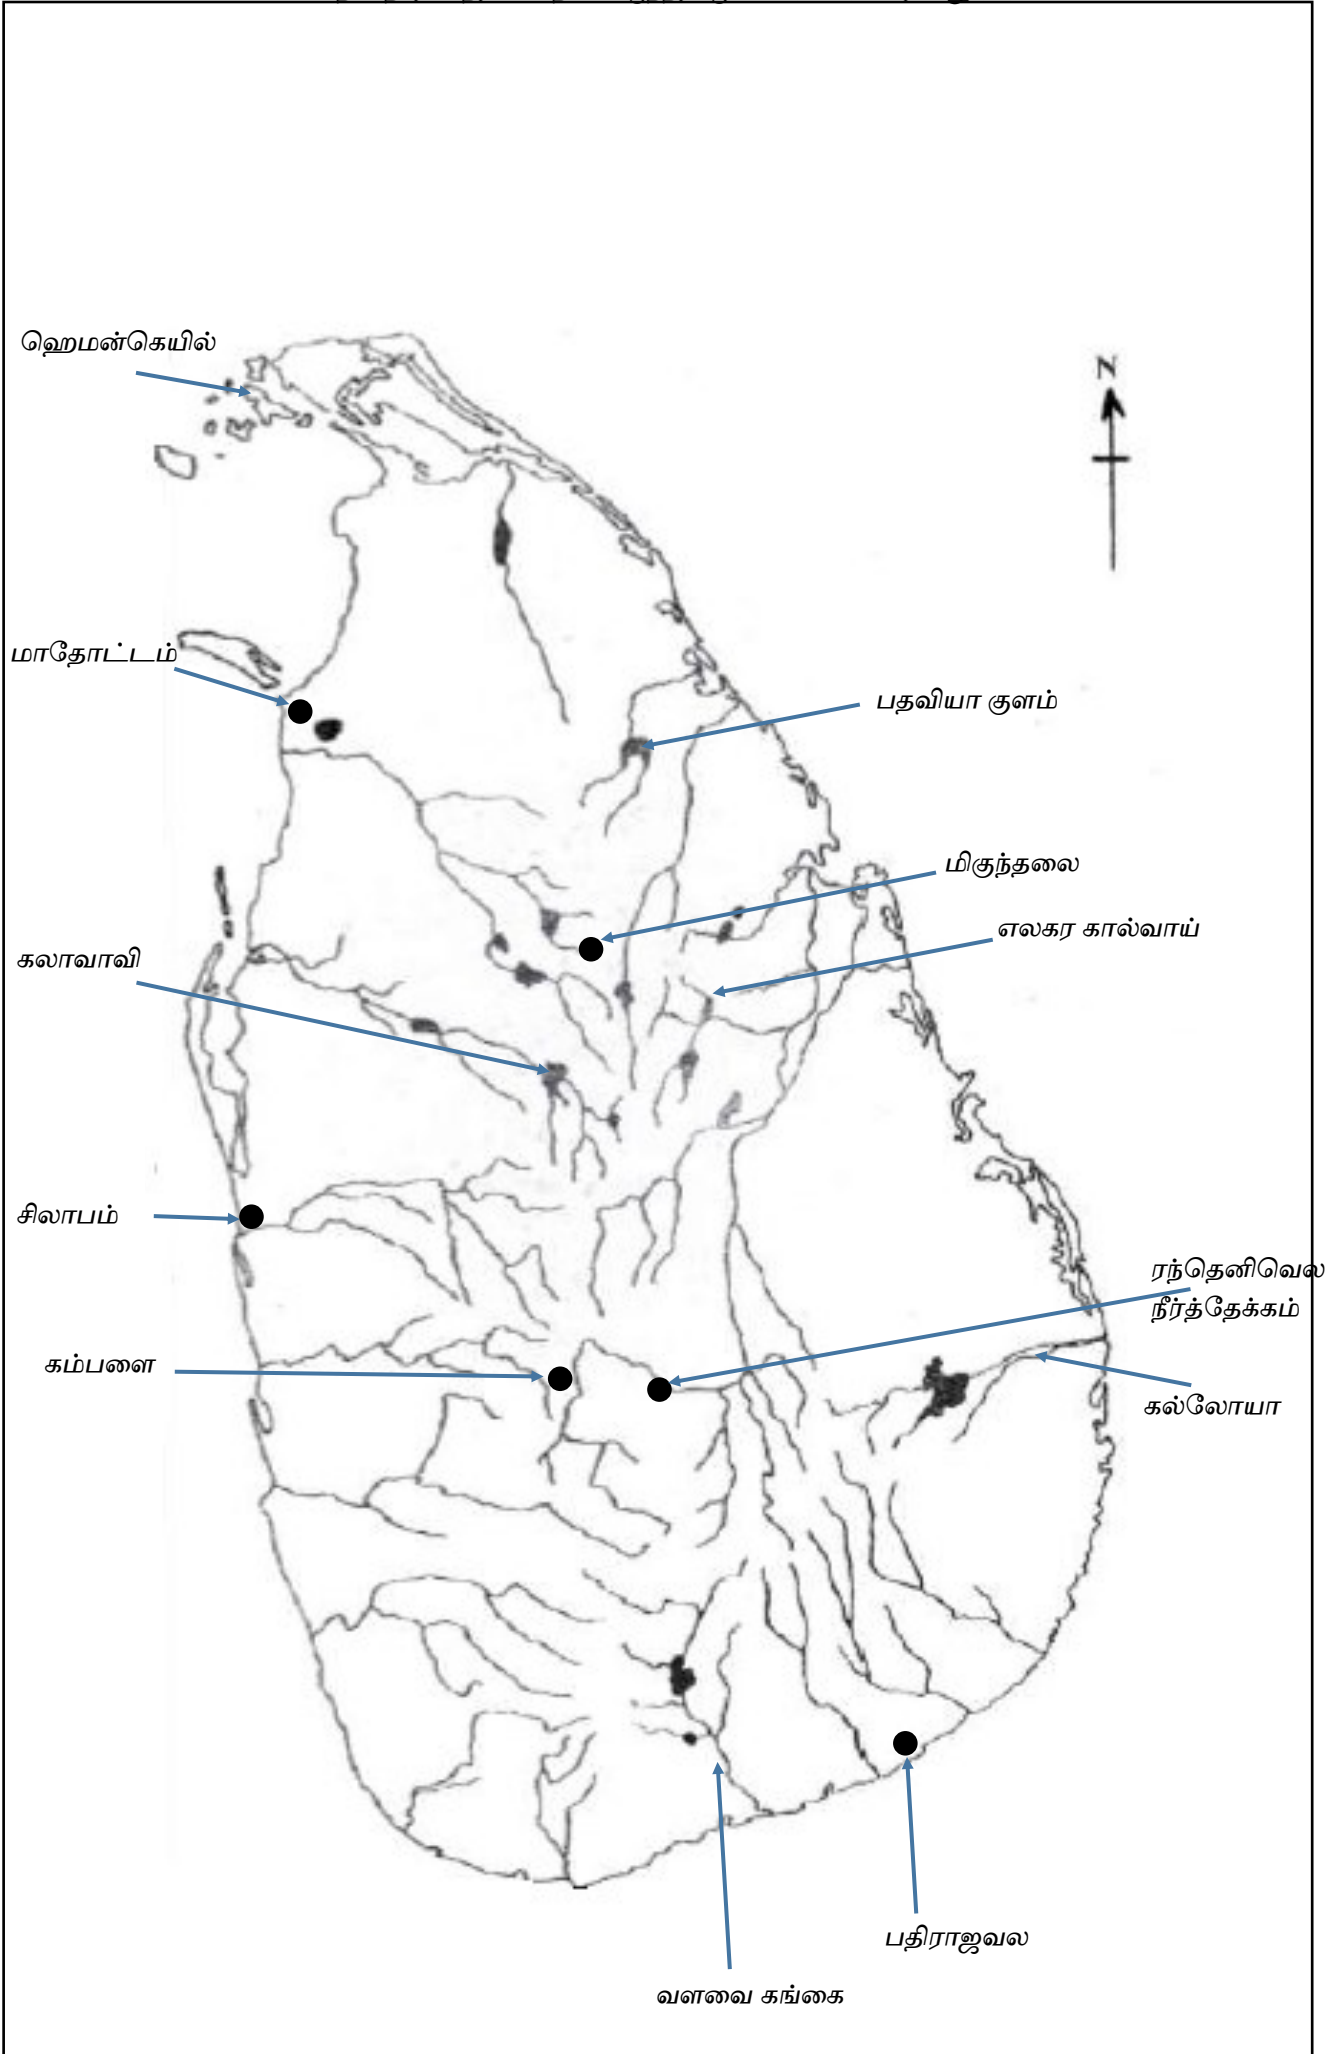 ஹெமன்கெயில்
N
மாதோட்டம்
பதவியா குளம்
மிகுந்தலை
எலகர கால்வாய்
கலாவாவி
சிலாபம்
ரந்தெனிவெல
நீர்த்தேக்கம்
கம்பளை
கல்லோயா
பதிராஜவல
வளவை கங்கை